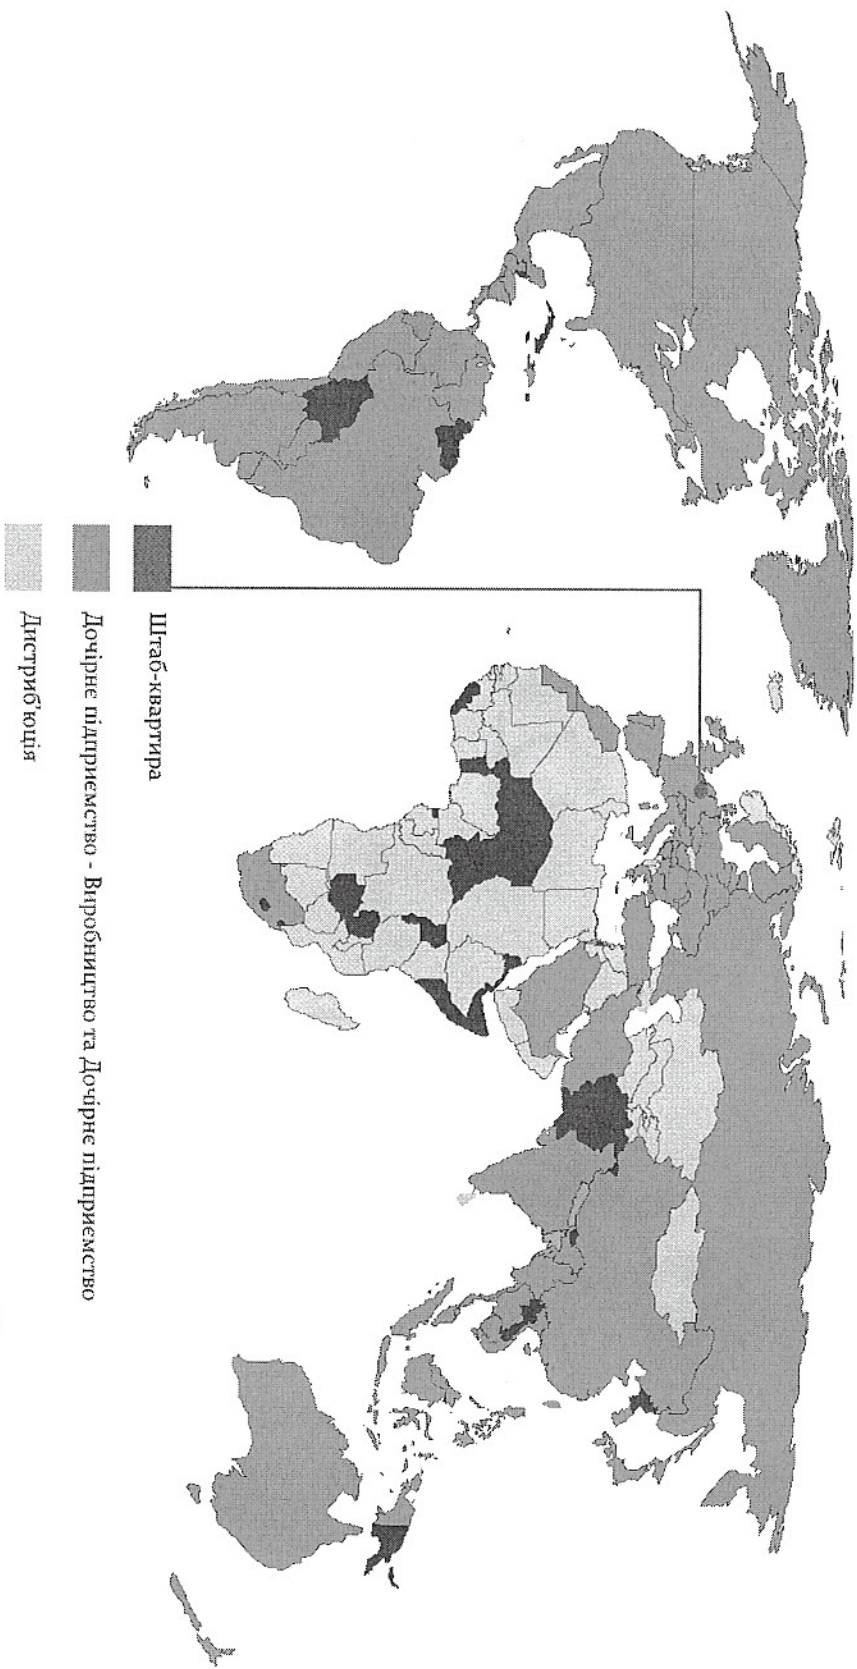 Штаб-квартира
Дочірнє підприємство - Виробництво та Дочірнє підприємство
Дистриб'юція